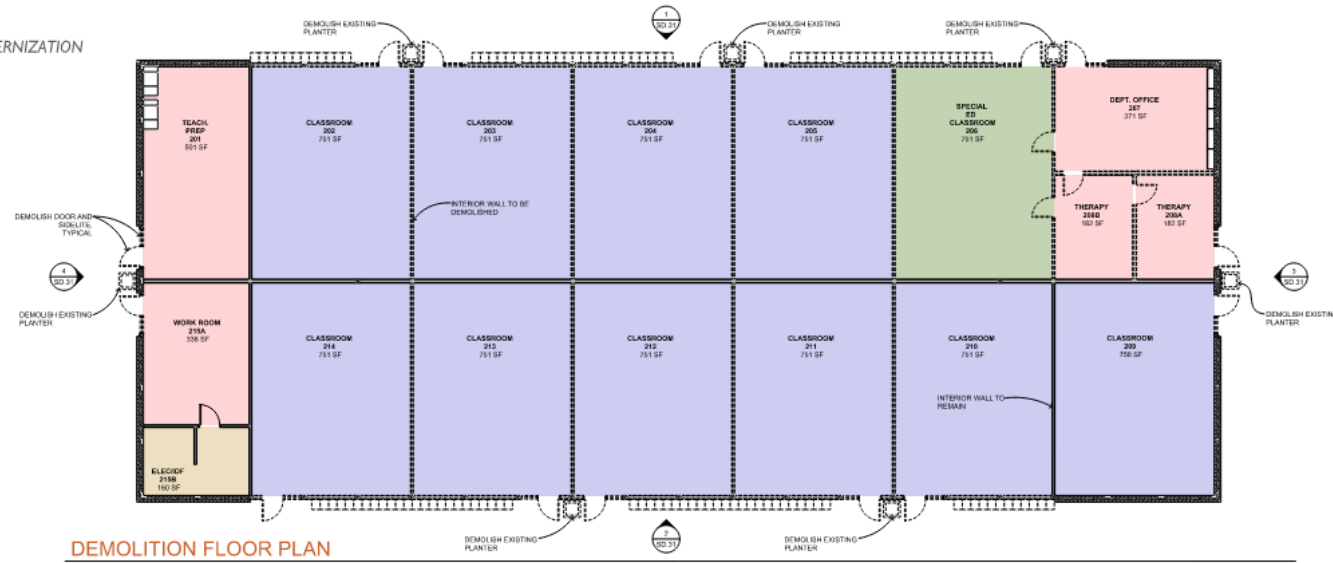 ERNIZATION
DEMOLISH EXISTING
PLANTER
1
SD.31
DEMOLISH EXISTING
PLANTER
DEMOLISH EXISTING
PLANTER
TEACH.
PREP
201
501 SF
CLASSROOM
202
751 SF
CLASSROOM
203
751 SF
CLASSROOM
204
751 SF
CLASSROOM
205
751 SF
SPECIAL
ED
CLASSROOM
206
751 SF
DEPT. OFFICE
207
371 SF
INTERIOR WALL TO BE
DEMOLISHED
THERAPY
208B
182 SF
THERAPY
208A
182 SF
DEMOLISH DOOR AND
SIDELITE,
TYPICAL
4
SD.31
3
SD.31
DEMOLISH EXISTING
PLANTER
DEMOLISH EXISTIN
PLANTER
WORK ROOM
215A
336 SF
CLASSROOM
214
751 SF
CLASSROOM
213
751 SF
CLASSROOM
212
751 SF
CLASSROOM
211
751 SF
CLASSROOM
210
751 SF
CLASSROOM
209
756 SF
INTERIOR WALL TO
REMAIN
ELEC/IDF
215B
160 SF
DEMOLISH EXISTING
PLANTER
2
SD.31
DEMOLISH EXISTING
PLANTER
DEMOLITION FLOOR PLAN